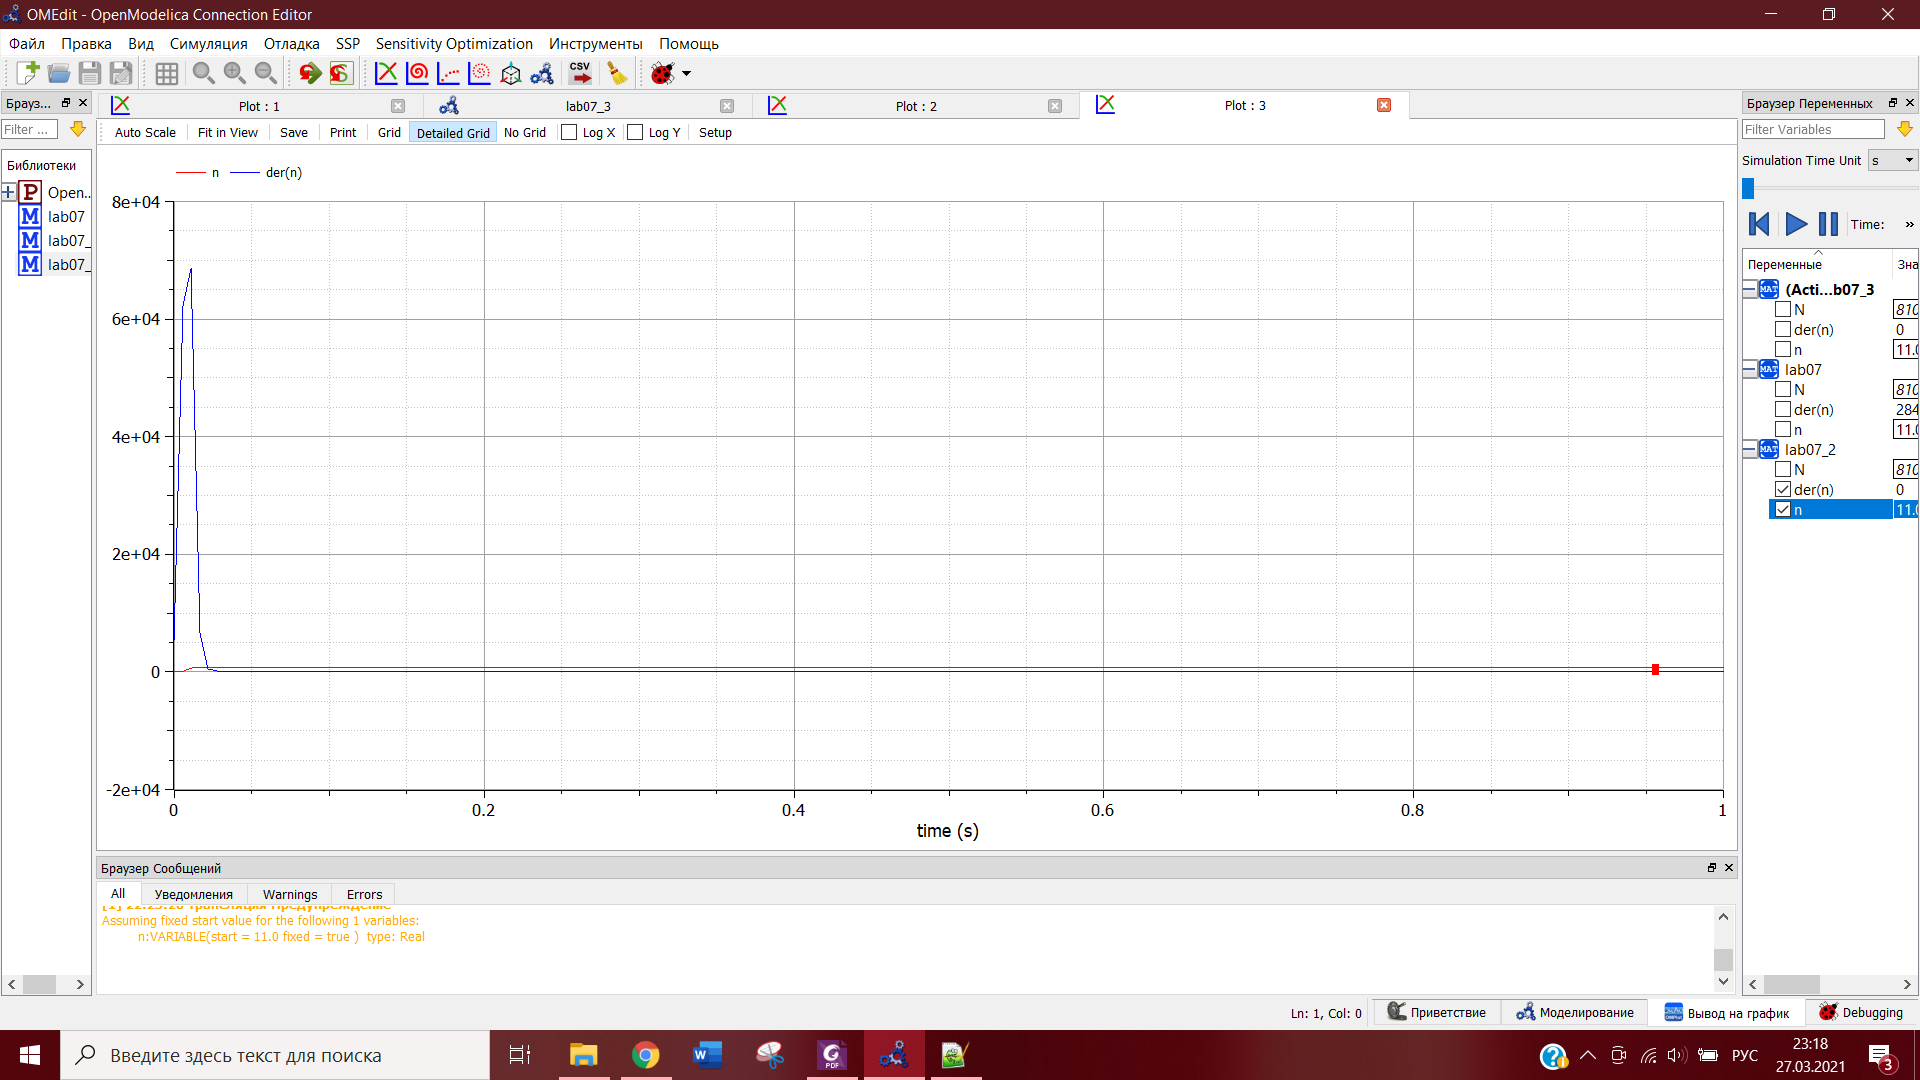 OMEdit - OpenModelica Connection Editor
Файл Правка Вид Симуляция Отладка SSP Sensitivity Optimization Инструменты Помощь
CSV
Брауз...
Plot : 1
lab07_3
Plot : 2
Plot : 3
Браузер Переменных
Filter ...
Auto Scale Fit in View Save Print Grid Detailed Grid No Grid Log X Log Y Setup
Filter Variables
Библиотеки
Simulation Time Unit s
P Open...
M lab07
M lab07_
M lab07_
n der(n)
Time: »
8e+04
6e+04
4e+04
2e+04
0
-2e+04
0 0.2 0.4 0.6 0.8 1
time (s)
Переменные Зна
MAT (Acti...b07_3
N 810
der(n) 0
n 11.0
MAT lab07
N 810
der(n) 284
n 11.0
MAT lab07_2
N 810
der(n) 0
n 11.0
Браузер Сообщений
All Уведомления Warnings Errors
Assuming fixed start value for the following 1 variables:
n:VARIABLE(start = 11.0 fixed = true ) type: Real
Ln: 1, Col: 0
Приветствие
Моделирование
Вывод на график
Debugging
Введите здесь текст для поиска
W
PDF
РУС
23:18
27.03.2021
3